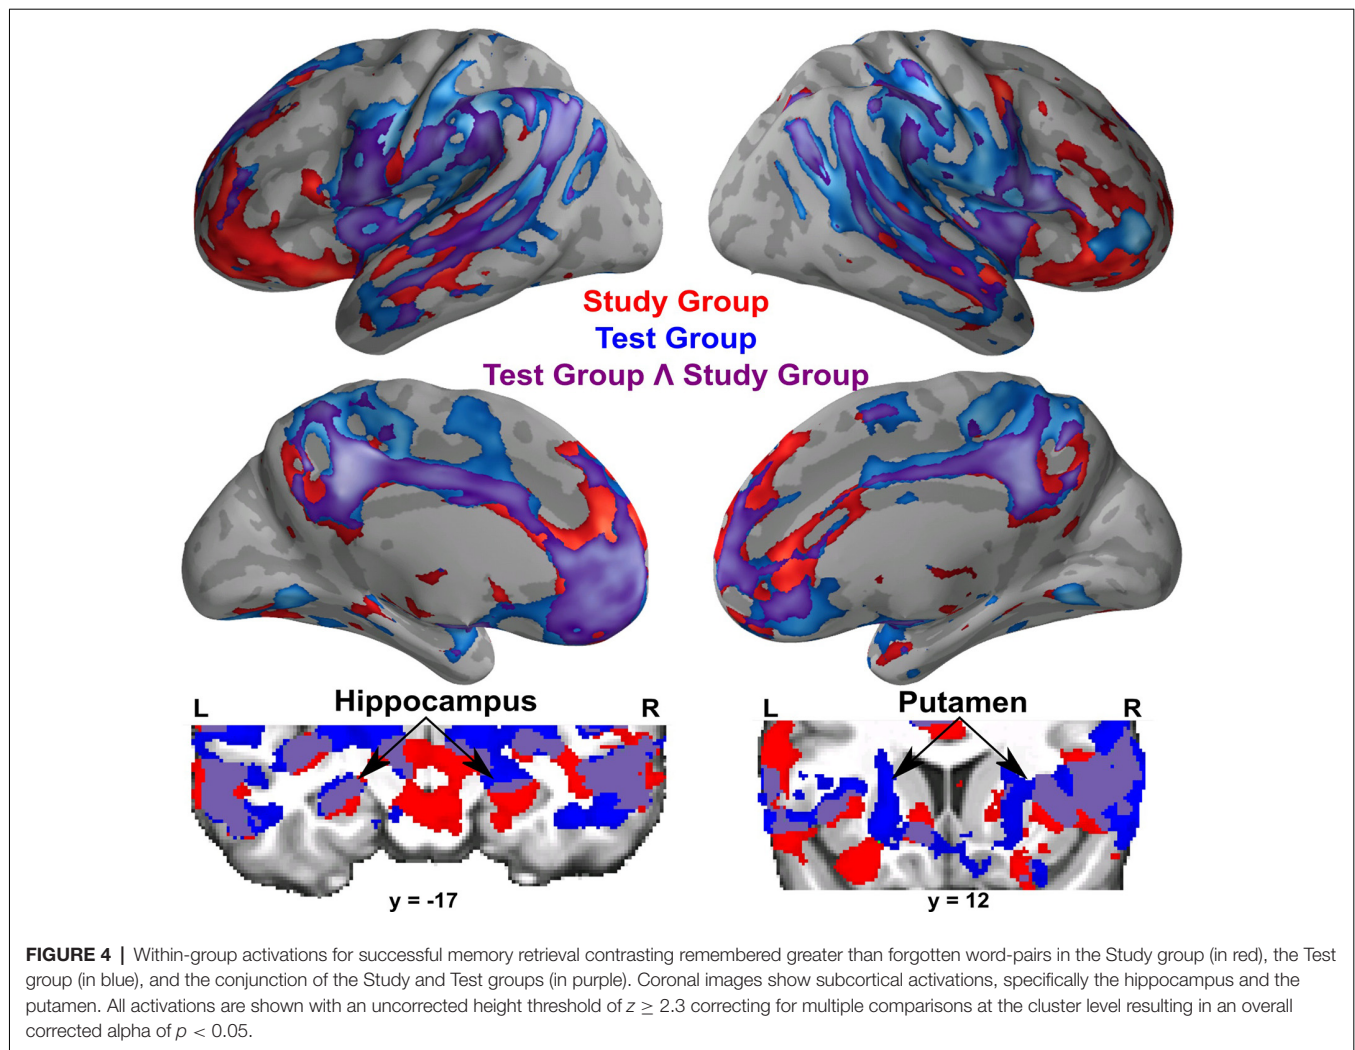 Study Group
Test Group
Test Group Λ Study Group
L Hippocampus R
L Putamen R
y = -17
y = 12
FIGURE 4 | Within-group activations for successful memory retrieval contrasting remembered greater than forgotten word-pairs in the Study group (in red), the Test
group (in blue), and the conjunction of the Study and Test groups (in purple). Coronal images show subcortical activations, specifically the hippocampus and the
putamen. All activations are shown with an uncorrected height threshold of z ≥ 2.3 correcting for multiple comparisons at the cluster level resulting in an overall
corrected alpha of p < 0.05.